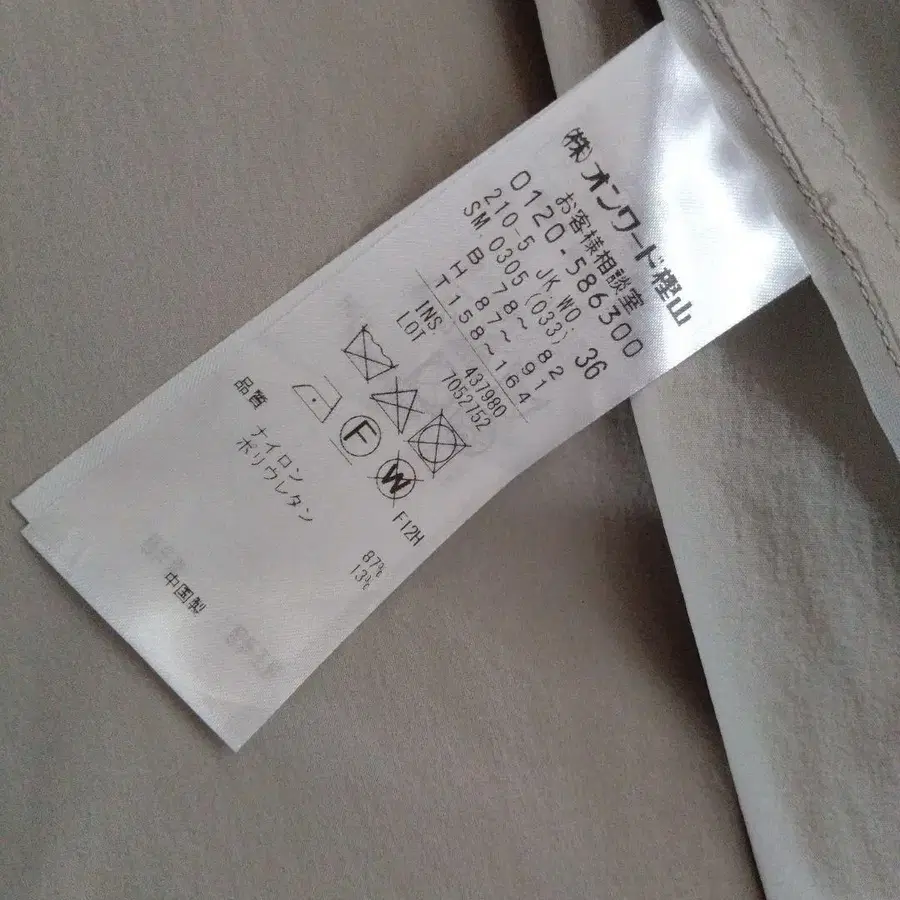 (株)オンワード樫山
お客様相談室
0120-586300
210-5 JK,WO; 36
SM 0305 (033)
B 78~ 82
H 87~ 91
T158~164
INS. 437980
LOT 7052752
F
W
F12H
品質
ナイロン 87%
ポリウレタン 13%
中国製